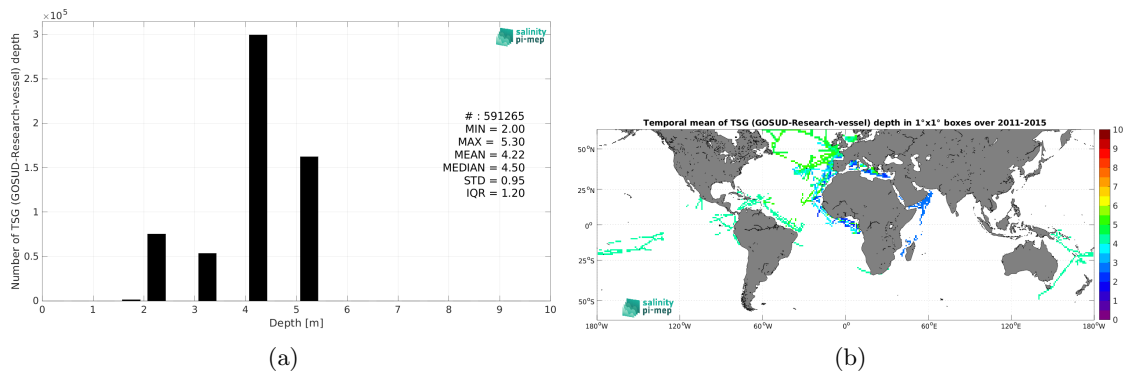 ×10⁵
3
2.5
2
1.5
1
0.5
0
Number of TSG (GOSUD-Research-vessel) depth
0 1 2 3 4 5 6 7 8 9 10
Depth [m]
salinity
pi-mep
# : 591265
MIN = 2.00
MAX = 5.30
MEAN = 4.22
MEDIAN = 4.50
STD = 0.95
IQR = 1.20
(a)
Temporal mean of TSG (GOSUD-Research-vessel) depth in 1°x1° boxes over 2011-2015
50°N
25°N
0°
25°S
50°S
180°W 120°W 60°W 0° 60°E 120°E 180°E
salinity
pi-mep
10
9
8
7
6
5
4
3
2
1
0
(b)